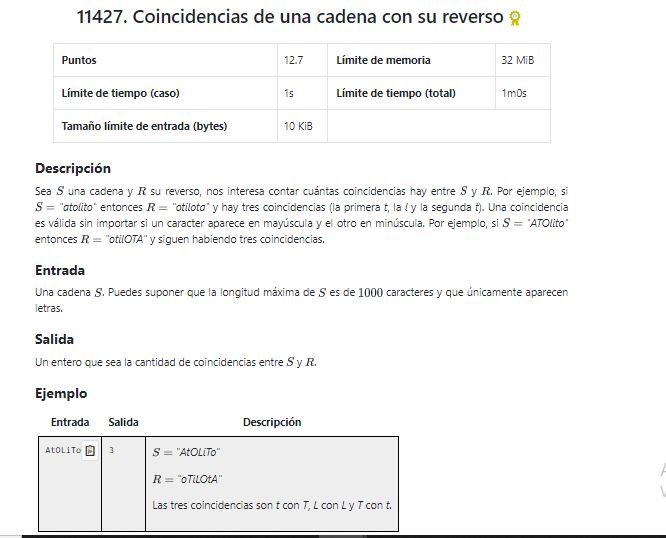 11427. Coincidencias de una cadena con su reverso
Puntos 12.7 Límite de memoria 32 MiB
Límite de tiempo (caso) 1s Límite de tiempo (total) 1m0s
Tamaño límite de entrada (bytes) 10 KiB
Descripción
Sea S una cadena y R su reverso, nos interesa contar cuántas coincidencias hay entre S y R. Por ejemplo, si
S = "atolito" entonces R = "otilota" y hay tres coincidencias (la primera t, la l y la segunda t). Una coincidencia
es válida sin importar si un caracter aparece en mayúscula y el otro en minúscula. Por ejemplo, si S = "ATOlito"
entonces R = "otilOTA" y siguen habiendo tres coincidencias.
Entrada
Una cadena S. Puedes suponer que la longitud máxima de S es de 1000 caracteres y que únicamente aparecen
letras.
Salida
Un entero que sea la cantidad de coincidencias entre S y R.
Ejemplo
Entrada Salida Descripción
AtOLiTo 3 S = "AtOLiTo"
R = "oTiLOtA"
Las tres coincidencias son t con T, L con L y T con t.